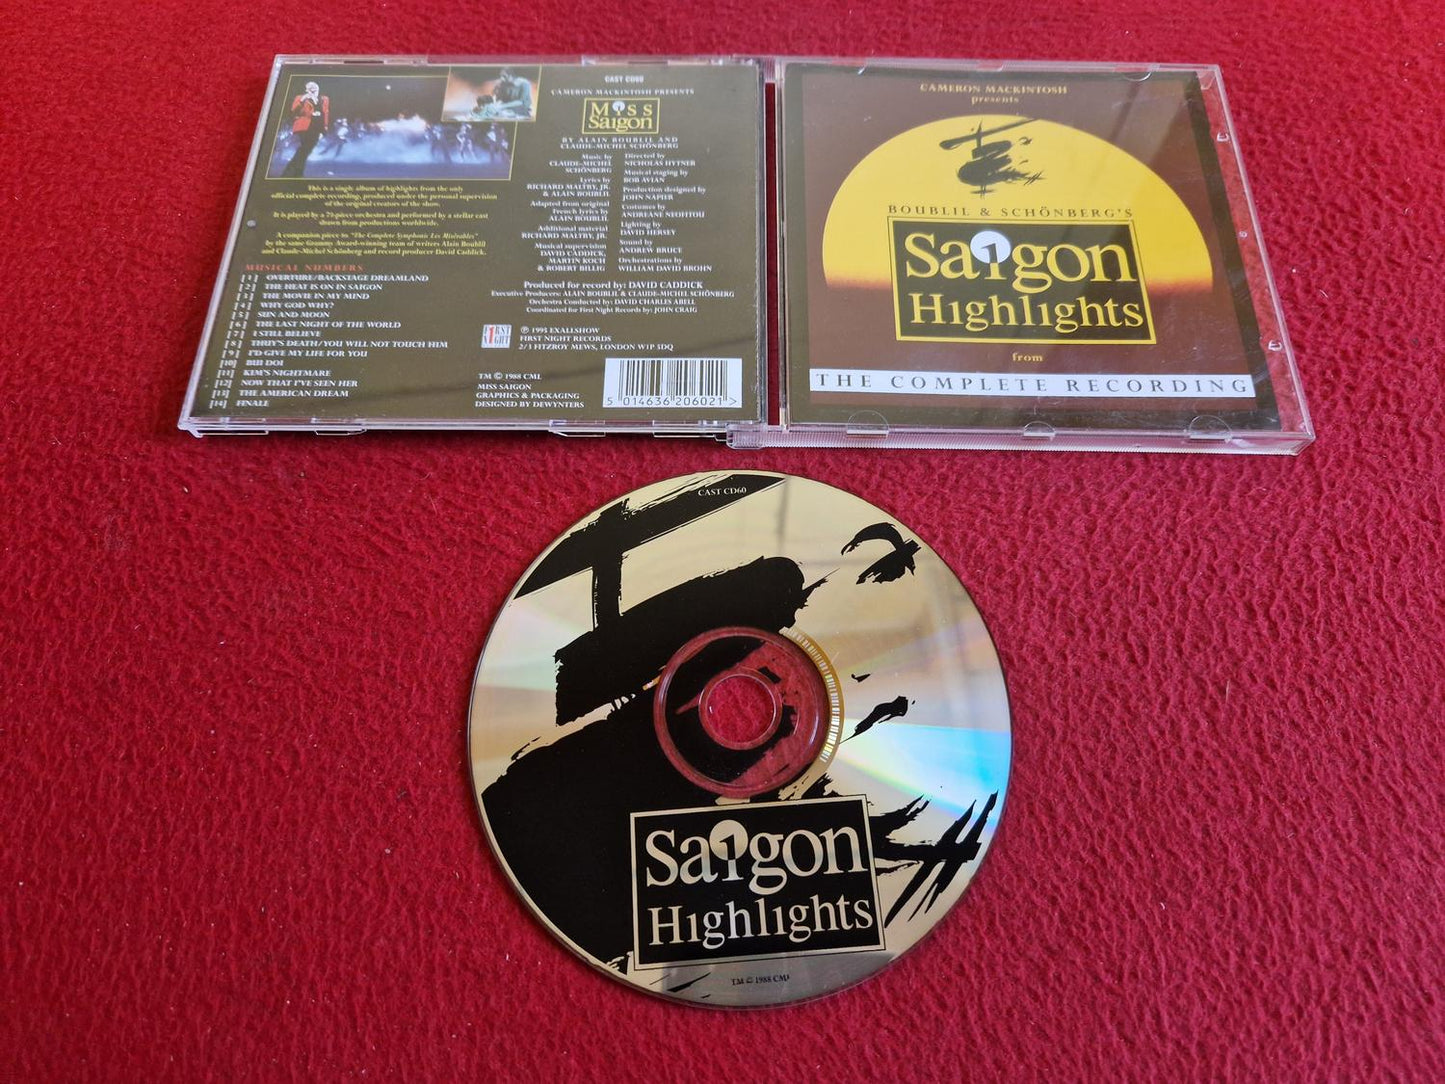 CAST CD60
CAMERON MACKINTOSH PRESENTS
Miss
Saigon
BY ALAIN BOUBLIL AND
CLAUDE-MICHEL SCHÖNBERG
Music by
CLAUDE-MICHEL
SCHÖNBERG
Lyrics by
RICHARD MALTBY, JR.
& ALAIN BOUBLIL
Adapted from original
French lyrics by
ALAIN BOUBLIL
Additional material
RICHARD MALTBY, JR.
Musical supervision
DAVID CADDICK,
MARTIN KOCH
& ROBERT BILLIG
Directed by
NICHOLAS HYTNER
Musical staging by
BOB AVIAN
Production designed by
JOHN NAPIER
Costumes by
ANDREANE NEOFITOU
Lighting by
DAVID HERSEY
Sound by
ANDREW BRUCE
Orchestrations by
WILLIAM DAVID BROHN
Produced for record by: DAVID CADDICK
Executive Producers: ALAIN BOUBLIL & CLAUDE-MICHEL SCHÖNBERG
Orchestra Conducted by: DAVID CHARLES ABELL
Coordinated for First Night Records by: JOHN CRAIG
This is a single album of highlights from the only
official complete recording, produced under the personal supervision
of the original creators of the show.
It is played by a 79-piece-orchestra and performed by a stellar cast
drawn from productions worldwide.
A companion piece to "The Complete Symphonic Les Misérables"
by the same Grammy Award-winning team of writers Alain Boublil
and Claude-Michel Schönberg and record producer David Caddick.
MUSICAL NUMBERS
[1] OVERTURE/BACKSTAGE DREAMLAND
[2] THE HEAT IS ON IN SAIGON
[3] THE MOVIE IN MY MIND
[4] WHY GOD WHY?
[5] SUN AND MOON
[6] THE LAST NIGHT OF THE WORLD
[7] I STILL BELIEVE
[8] THUY'S DEATH/YOU WILL NOT TOUCH HIM
[9] I'D GIVE MY LIFE FOR YOU
[10] BUI DOI
[11] KIM'S NIGHTMARE
[12] NOW THAT I'VE SEEN HER
[13] THE AMERICAN DREAM
[14] FINALE
F1RST
NIGHT
℗ 1995 EXALLSHOW
FIRST NIGHT RECORDS
2/3 FITZROY MEWS, LONDON W1P 5DQ
TM © 1988 CML
MISS SAIGON
GRAPHICS & PACKAGING
DESIGNED BY DEWYNTERS
5 014636 206021 >
CAMERON MACKINTOSH
presents
BOUBLIL & SCHÖNBERG'S
Saigon
Highlights
from
THE COMPLETE RECORDING
CAST CD60
Saigon
Highlights
TM © 1988 CML